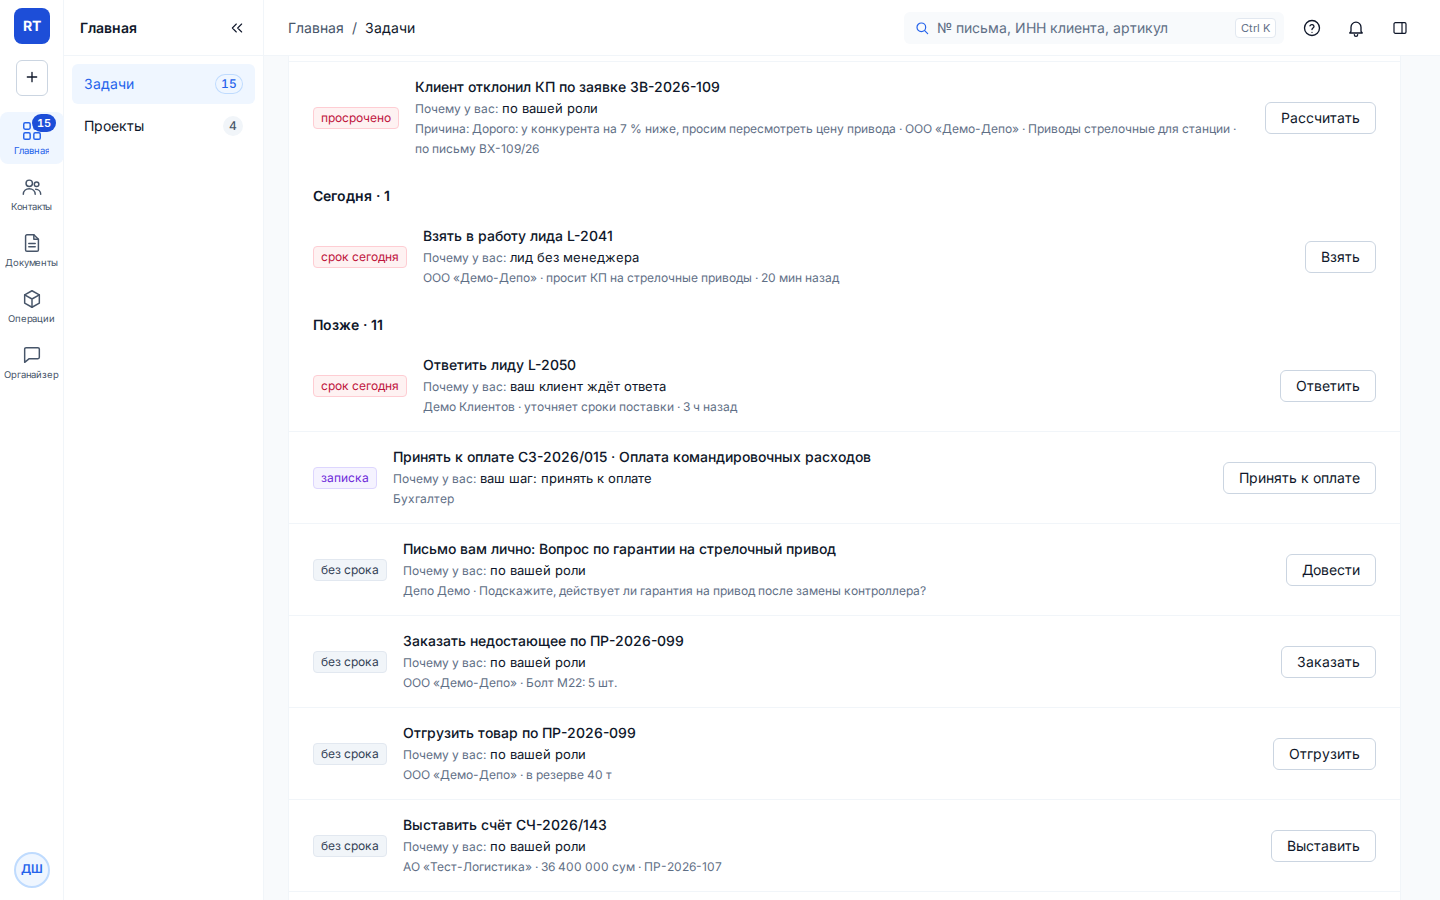 RT
Главная
Главная / Задачи
№ письма, ИНН клиента, артикул
Ctrl K
15
Главная
Контакты
Документы
Операции
Органайзер
ДШ
Задачи
15
Проекты
4
просрочено
Клиент отклонил КП по заявке ЗВ-2026-109
Почему у вас: по вашей роли
Причина: Дорого: у конкурента на 7 % ниже, просим пересмотреть цену привода · ООО «Демо-Депо» · Приводы стрелочные для станции ·
по письму ВХ-109/26
Рассчитать
Сегодня · 1
срок сегодня
Взять в работу лида L-2041
Почему у вас: лид без менеджера
ООО «Демо-Депо» · просит КП на стрелочные приводы · 20 мин назад
Взять
Позже · 11
срок сегодня
Ответить лиду L-2050
Почему у вас: ваш клиент ждёт ответа
Демо Клиентов · уточняет сроки поставки · 3 ч назад
Ответить
записка
Принять к оплате СЗ-2026/015 · Оплата командировочных расходов
Почему у вас: ваш шаг: принять к оплате
Бухгалтер
Принять к оплате
без срока
Письмо вам лично: Вопрос по гарантии на стрелочный привод
Почему у вас: по вашей роли
Депо Демо · Подскажите, действует ли гарантия на привод после замены контроллера?
Довести
без срока
Заказать недостающее по ПР-2026-099
Почему у вас: по вашей роли
ООО «Демо-Депо» · Болт М22: 5 шт.
Заказать
без срока
Отгрузить товар по ПР-2026-099
Почему у вас: по вашей роли
ООО «Демо-Депо» · в резерве 40 т
Отгрузить
без срока
Выставить счёт СЧ-2026/143
Почему у вас: по вашей роли
АО «Тест-Логистика» · 36 400 000 сум · ПР-2026-107
Выставить